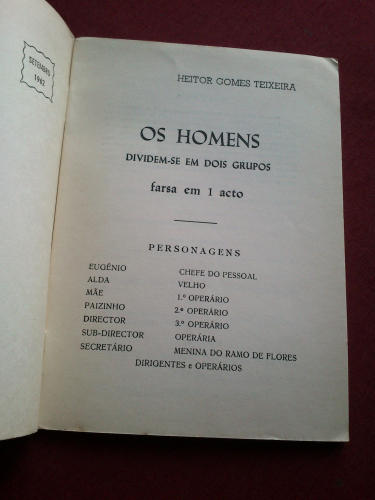 SETEMBRO
1962
HEITOR GOMES TEIXEIRA
OS HOMENS
DIVIDEM-SE EM DOIS GRUPOS
farsa em 1 acto
PERSONAGENS
EUGÉNIO CHEFE DO PESSOAL
ALDA VELHO
MÃE 1.º OPERÁRIO
PAIZINHO 2.º OPERÁRIO
DIRECTOR 3.º OPERÁRIO
SUB-DIRECTOR OPERÁRIA
SECRETÁRIO MENINA DO RAMO DE FLORES
DIRIGENTES e OPERÁRIOS